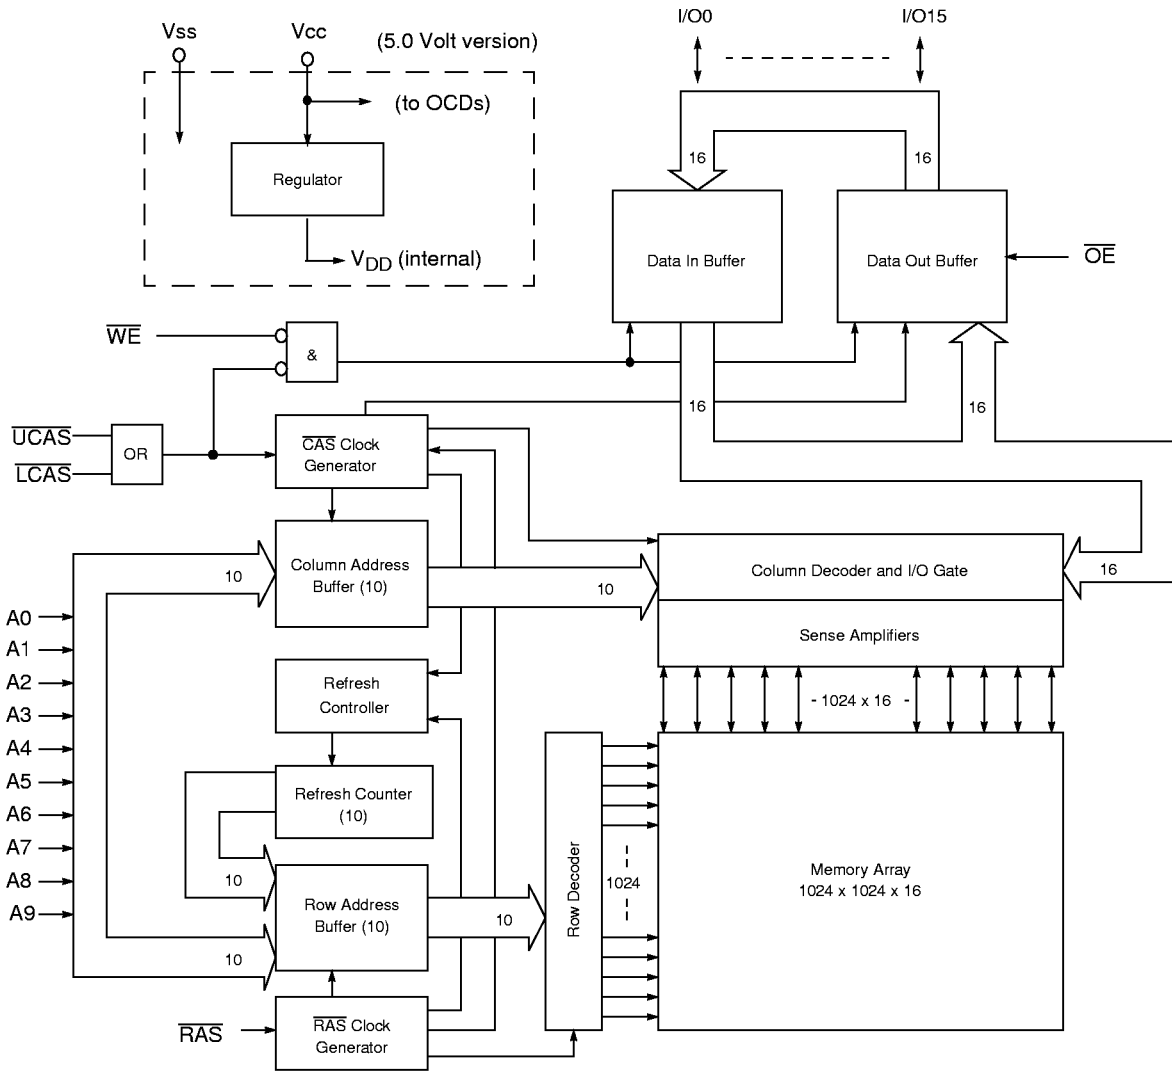 Vss
Vcc
(5.0 Volt version)
(to OCDs)
Regulator
VDD (internal)
I/O0
I/O15
16
16
Data In Buffer
Data Out Buffer
OE
WE
&
16
16
UCAS
LCAS
OR
CAS Clock
Generator
Column Address
Buffer (10)
10
10
Column Decoder and I/O Gate
16
Sense Amplifiers
A0
A1
A2
A3
A4
A5
A6
A7
A8
A9
Refresh
Controller
- 1024 x 16 -
Refresh Counter
(10)
10
Row Address
Buffer (10)
10
10
Row Decoder
1024
Memory Array
1024 x 1024 x 16
RAS
RAS Clock
Generator